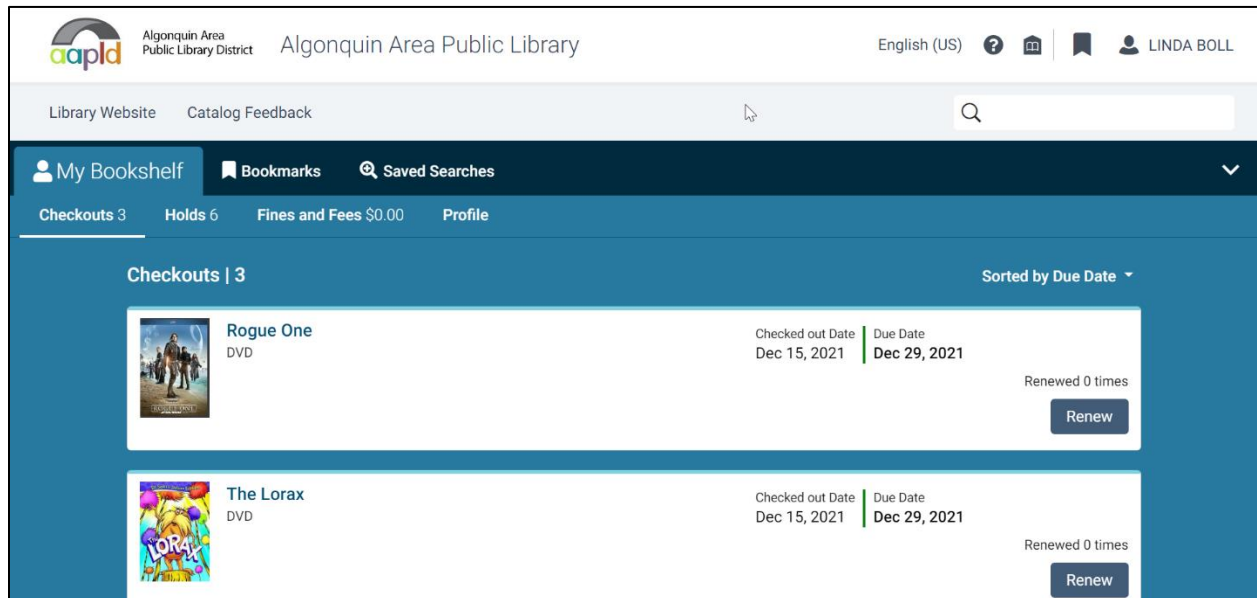 aapld
Algonquin Area
Public Library District
Algonquin Area Public Library
English (US)
LINDA BOLL
Library Website Catalog Feedback
My Bookshelf Bookmarks Saved Searches
Checkouts 3 Holds 6 Fines and Fees $0.00 Profile
Checkouts | 3 Sorted by Due Date
Rogue One
DVD
Checked out Date Due Date
Dec 15, 2021 Dec 29, 2021
Renewed 0 times
Renew
ROGUE ONE
The Lorax
DVD
Checked out Date Due Date
Dec 15, 2021 Dec 29, 2021
Renewed 0 times
Renew
LORAX